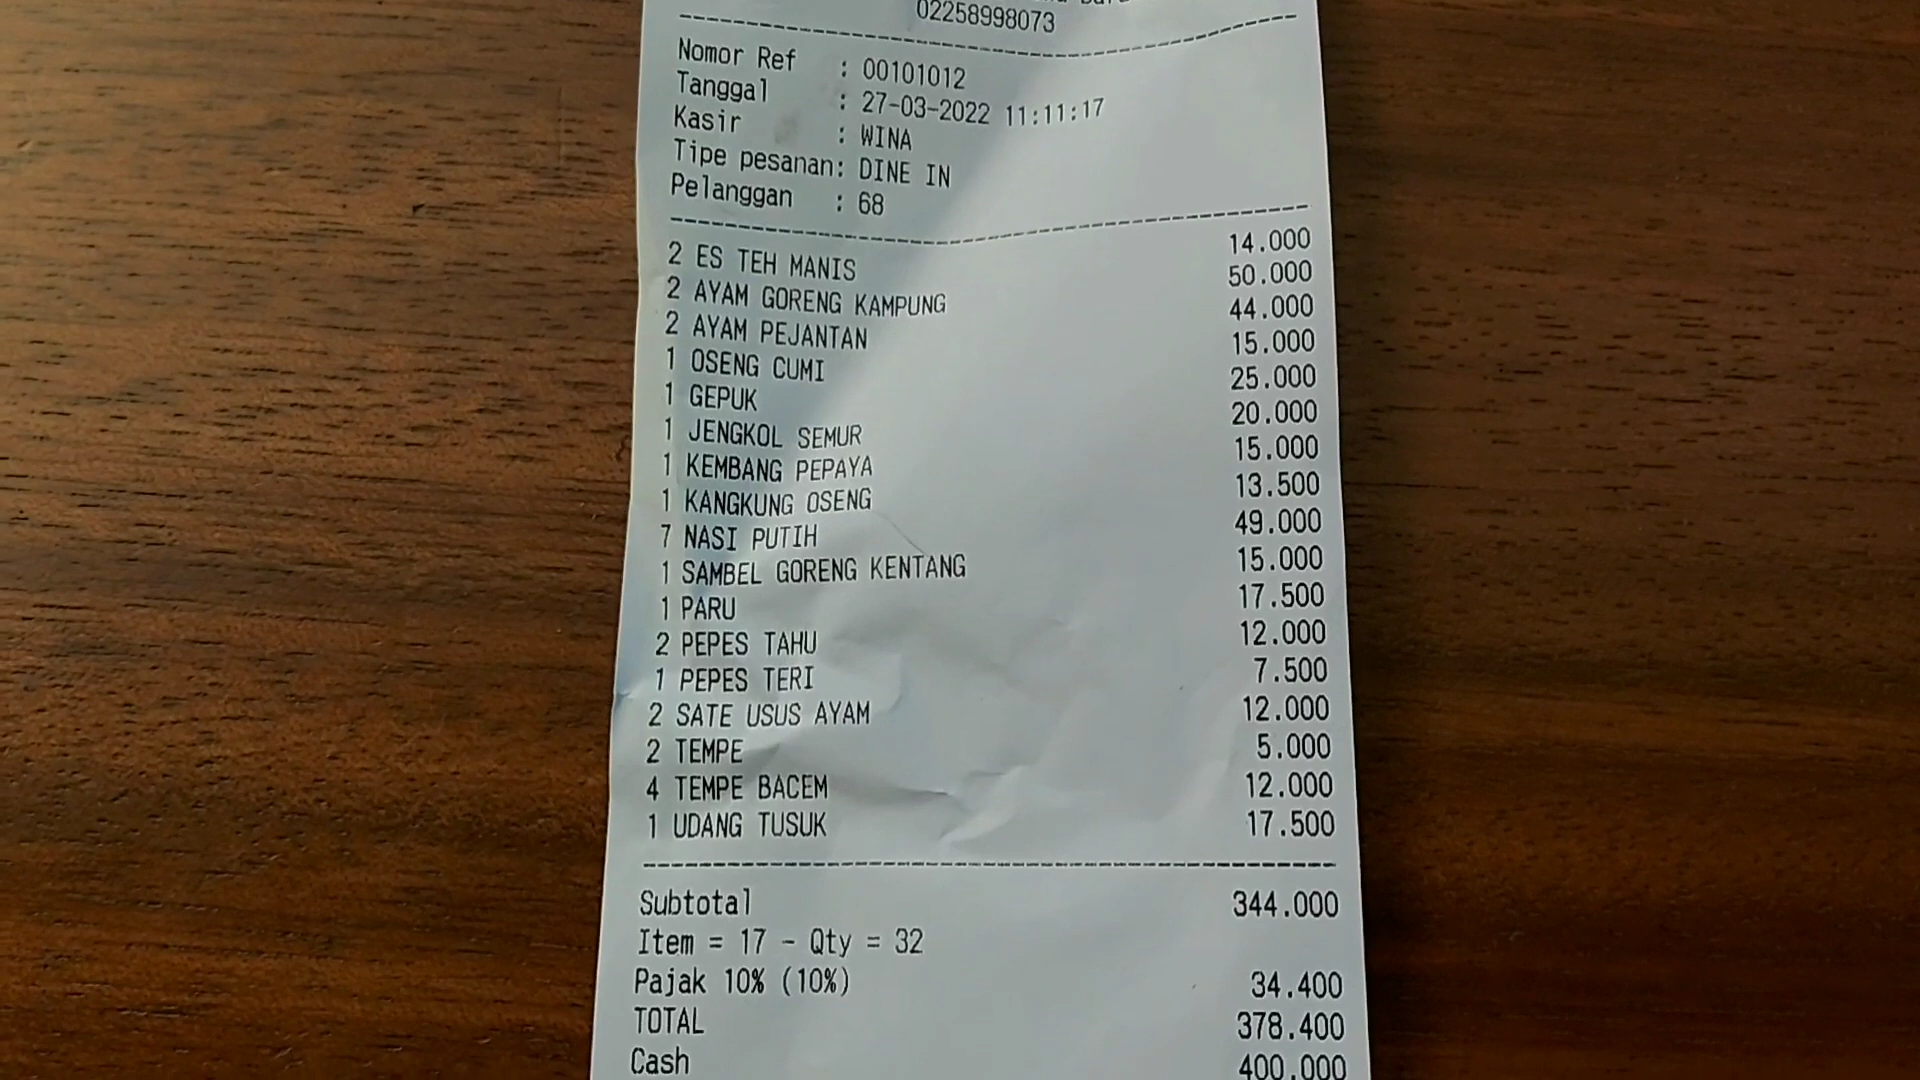 02258998073
Nomor Ref : 00101012
Tanggal : 27-03-2022 11:11:17
Kasir : WINA
Tipe pesanan: DINE IN
Pelanggan : 68
2 ES TEH MANIS 14.000
2 AYAM GORENG KAMPUNG 50.000
2 AYAM PEJANTAN 44.000
1 OSENG CUMI 15.000
1 GEPUK 25.000
1 JENGKOL SEMUR 20.000
1 KEMBANG PEPAYA 15.000
1 KANGKUNG OSENG 13.500
7 NASI PUTIH 49.000
1 SAMBEL GORENG KENTANG 15.000
1 PARU 17.500
2 PEPES TAHU 12.000
1 PEPES TERI 7.500
2 SATE USUS AYAM 12.000
2 TEMPE 5.000
4 TEMPE BACEM 12.000
1 UDANG TUSUK 17.500
Subtotal 344.000
Item = 17 - Qty = 32
Pajak 10% (10%) 34.400
TOTAL 378.400
Cash 400.000